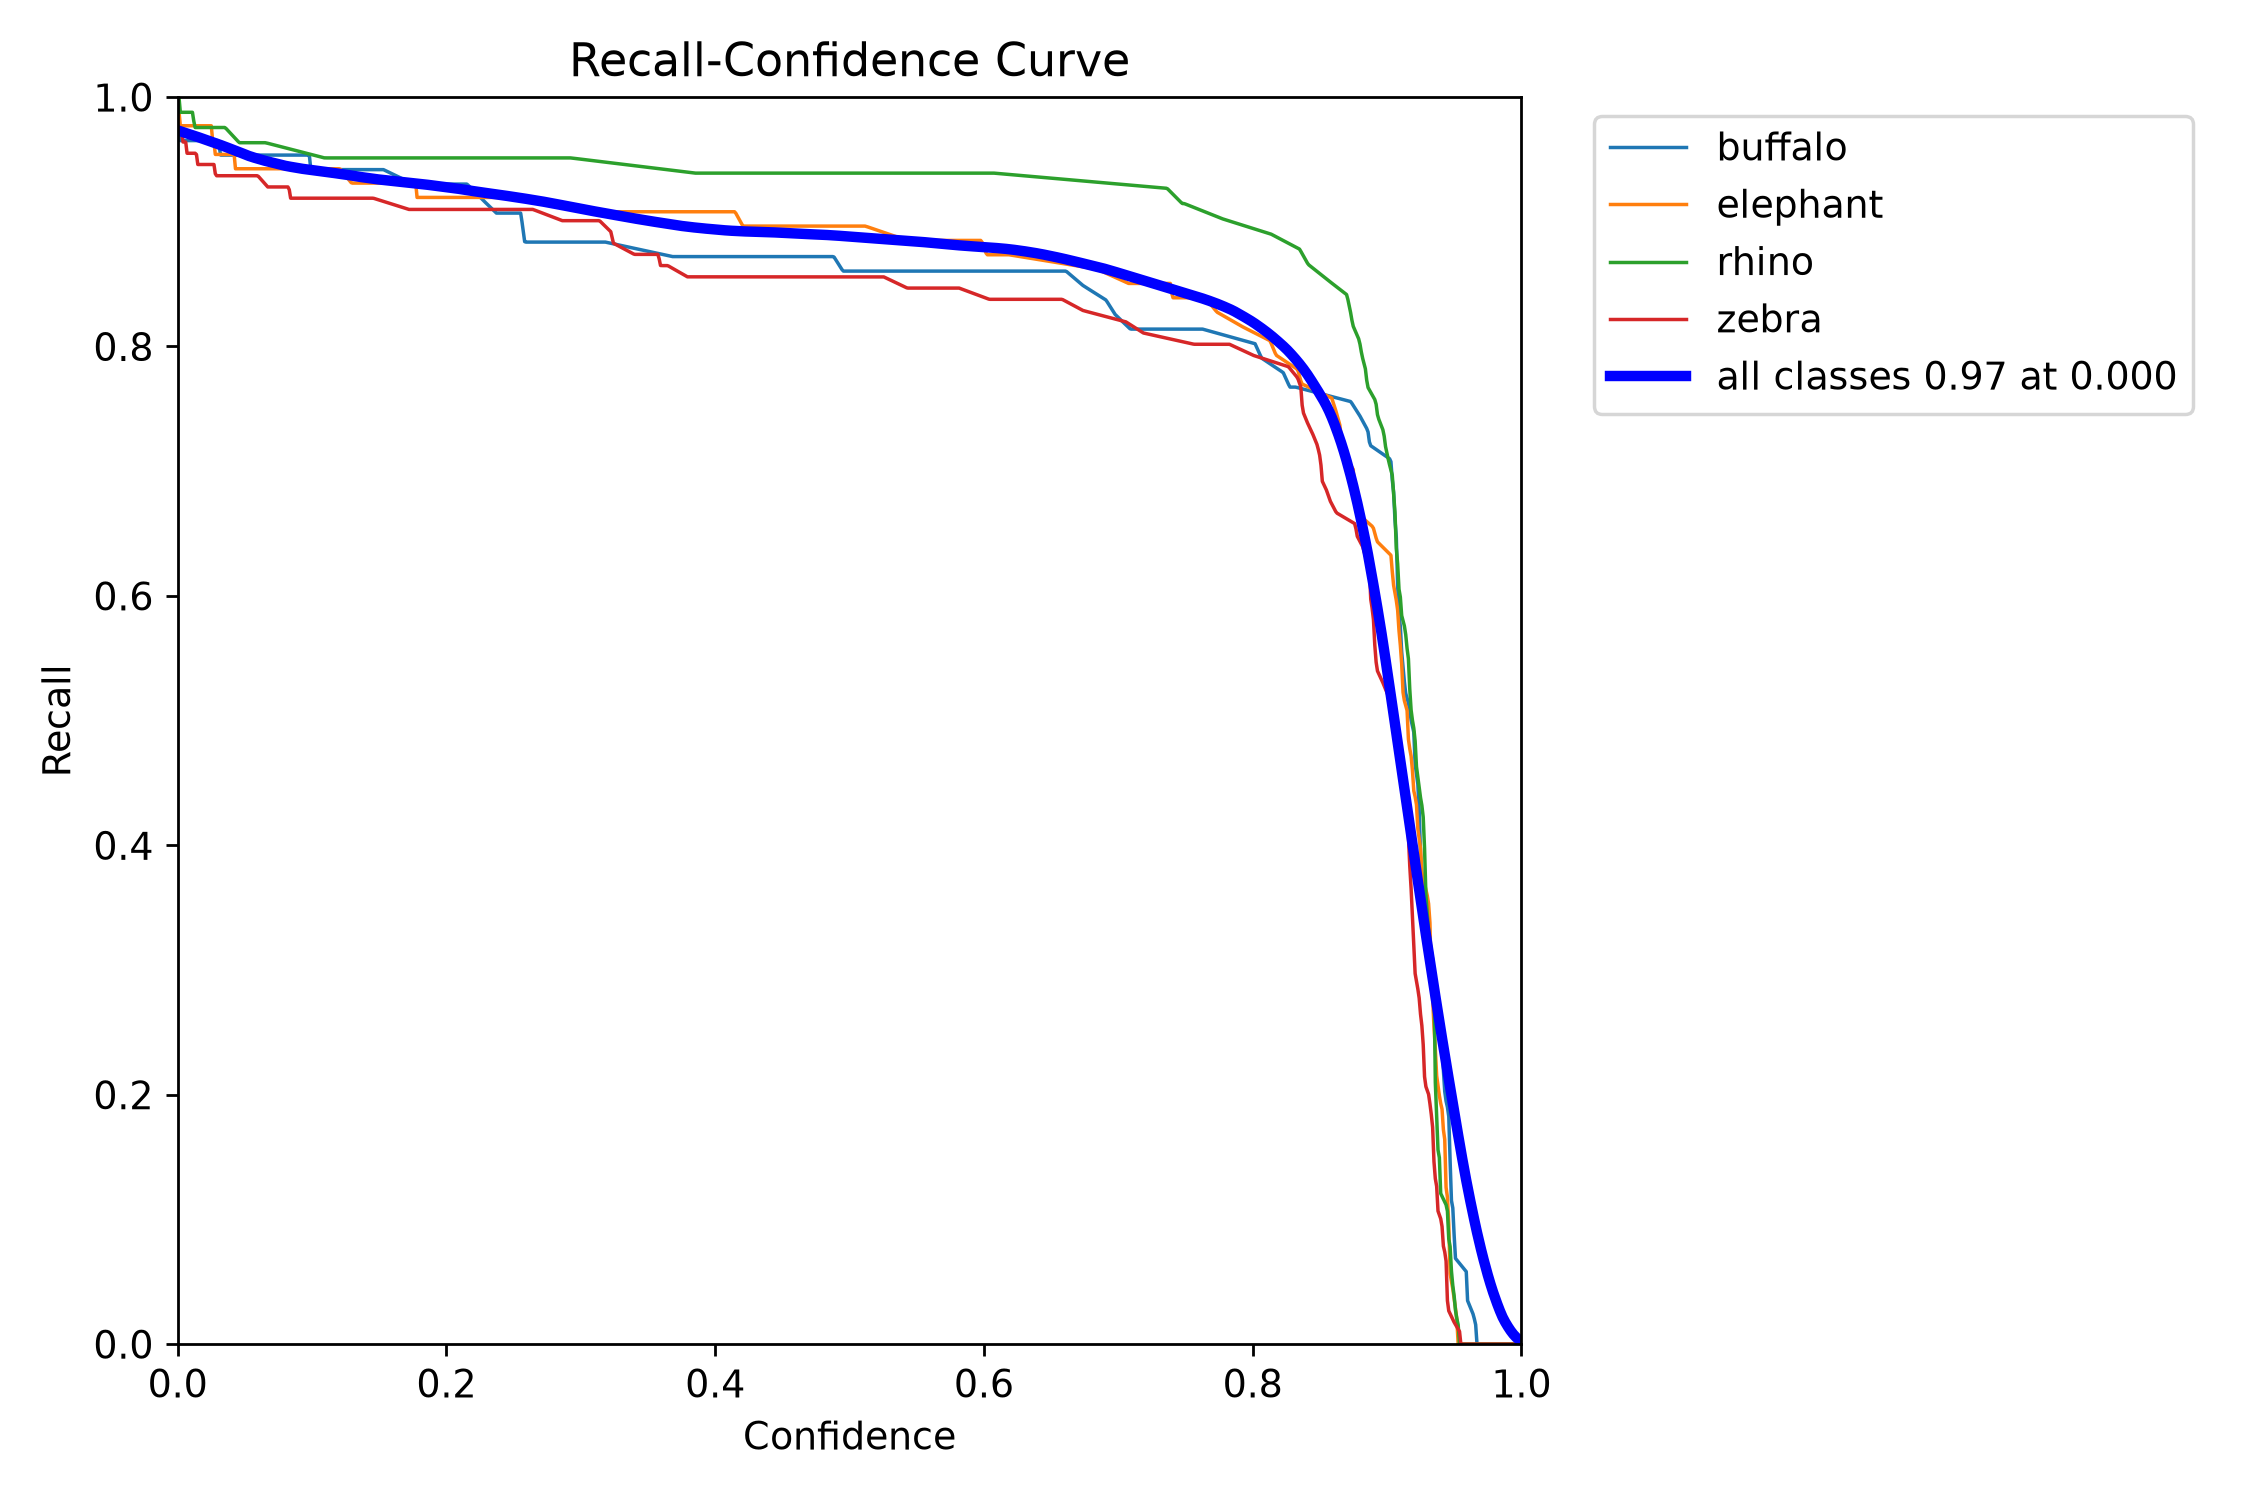 Recall-Confidence Curve
1.0
0.8
0.6
0.4
0.2
0.0
Recall
0.0 0.2 0.4 0.6 0.8 1.0
Confidence
buffalo
elephant
rhino
zebra
all classes 0.97 at 0.000